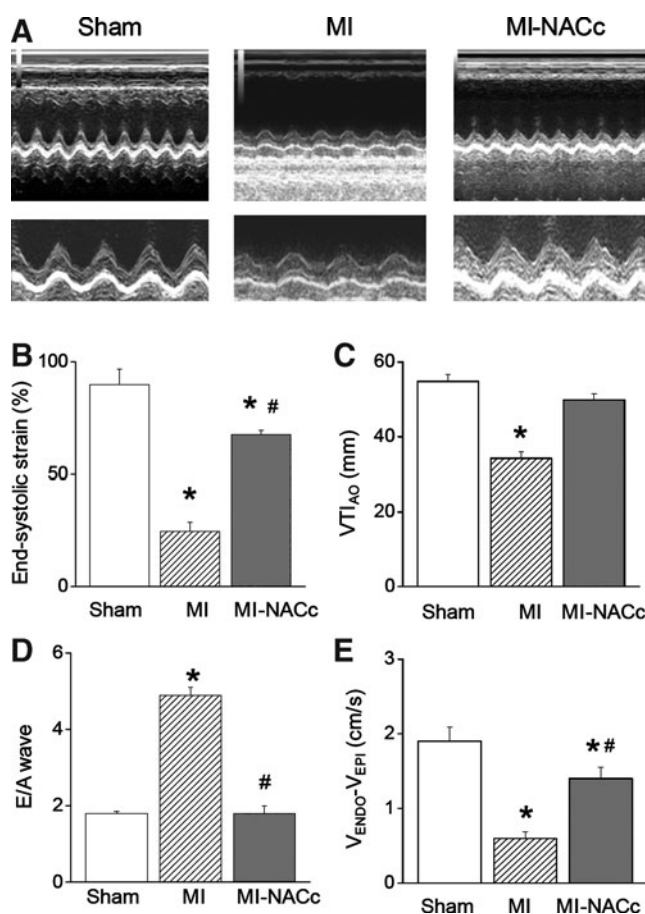 A
Sham MI MI-NACc
B
End-systolic strain (%)
100
50
0
* * #
Sham MI MI-NACc
C
VTI_AO (mm)
60
40
20
0
*
Sham MI MI-NACc
D
E/A wave
6
4
2
0
* #
Sham MI MI-NACc
E
V_ENDO-V_EPI (cm/s)
3
2
1
0
* *#
Sham MI MI-NACc